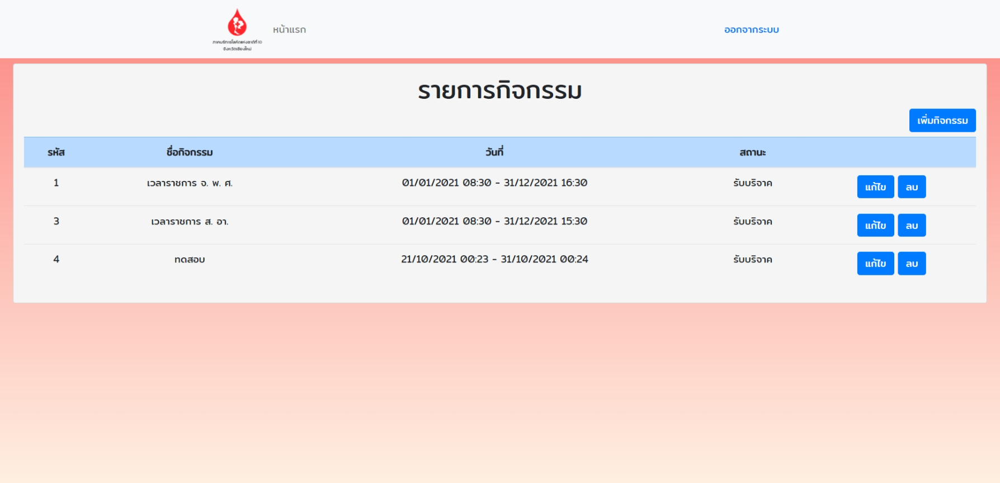 ภาคบริการโลหิตแห่งชาติที่ 10
จังหวัดเชียงใหม่
หน้าแรก
ออกจากระบบ
รายการกิจกรรม
เพิ่มกิจกรรม
รหัส ชื่อกิจกรรม วันที่ สถานะ
1 เวลาราชการ จ. พ. ศ. 01/01/2021 08:30 - 31/12/2021 16:30 รับบริจาค แก้ไข ลบ
3 เวลาราชการ ส. อา. 01/01/2021 08:30 - 31/12/2021 15:30 รับบริจาค แก้ไข ลบ
4 ทดสอบ 21/10/2021 00:23 - 31/10/2021 00:24 รับบริจาค แก้ไข ลบ